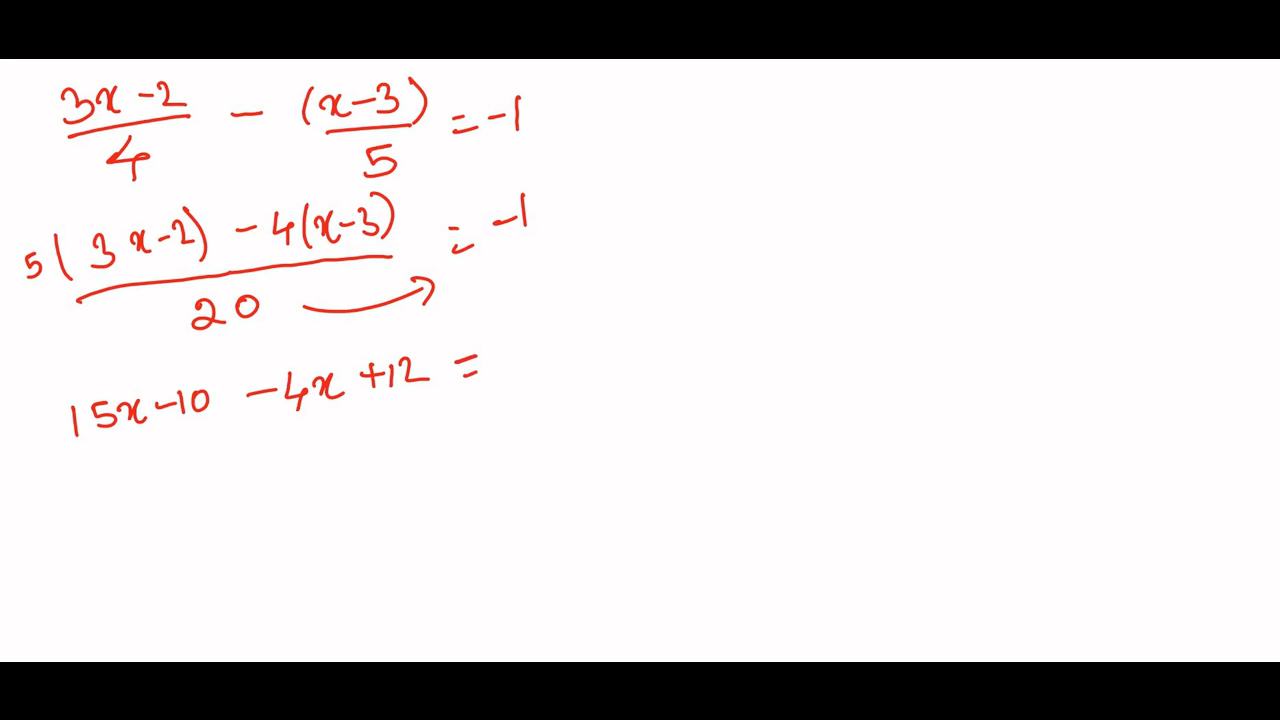 (3x-2)/4 - (x-3)/5 = -1
5(3x-2) - 4(x-3)/20 = -1
15x-10 -4x+12 =